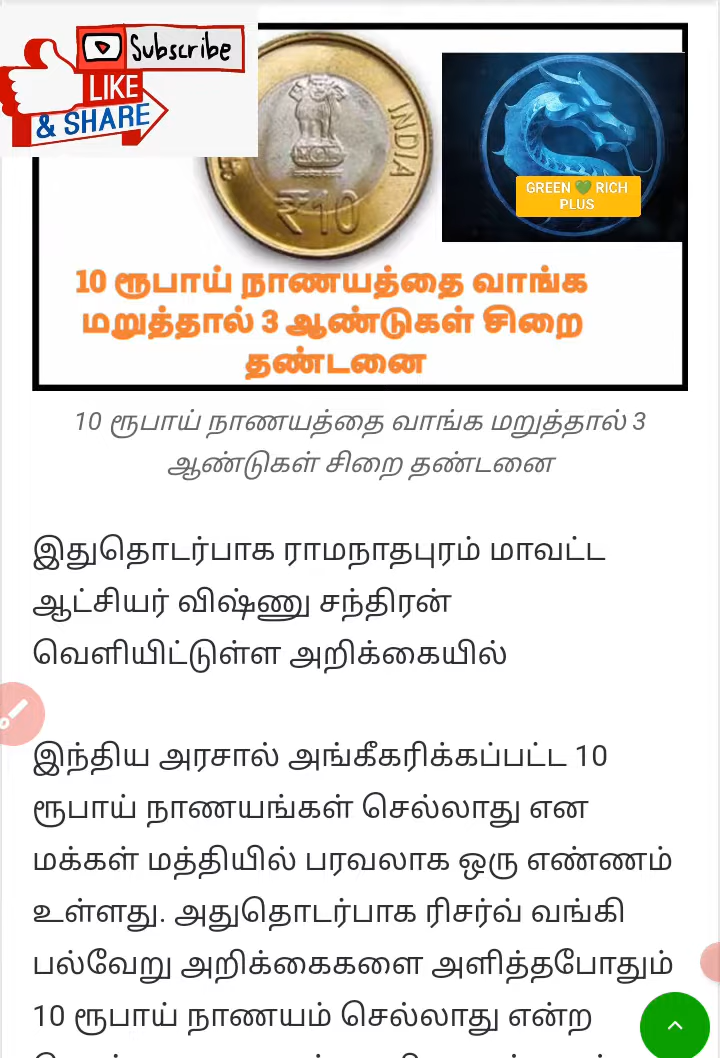 Subscribe
LIKE
& SHARE
INDIA
₹10
GREEN 💚 RICH
PLUS
10 ரூபாய் நாணயத்தை வாங்க
மறுத்தால் 3 ஆண்டுகள் சிறை
தண்டனை
10 ரூபாய் நாணயத்தை வாங்க மறுத்தால் 3
ஆண்டுகள் சிறை தண்டனை
இதுதொடர்பாக ராமநாதபுரம் மாவட்ட
ஆட்சியர் விஷ்ணு சந்திரன்
வெளியிட்டுள்ள அறிக்கையில்
இந்திய அரசால் அங்கீகரிக்கப்பட்ட 10
ரூபாய் நாணயங்கள் செல்லாது என
மக்கள் மத்தியில் பரவலாக ஒரு எண்ணம்
உள்ளது. அதுதொடர்பாக ரிசர்வ் வங்கி
பல்வேறு அறிக்கைகளை அளித்தபோதும்
10 ரூபாய் நாணயம் செல்லாது என்ற